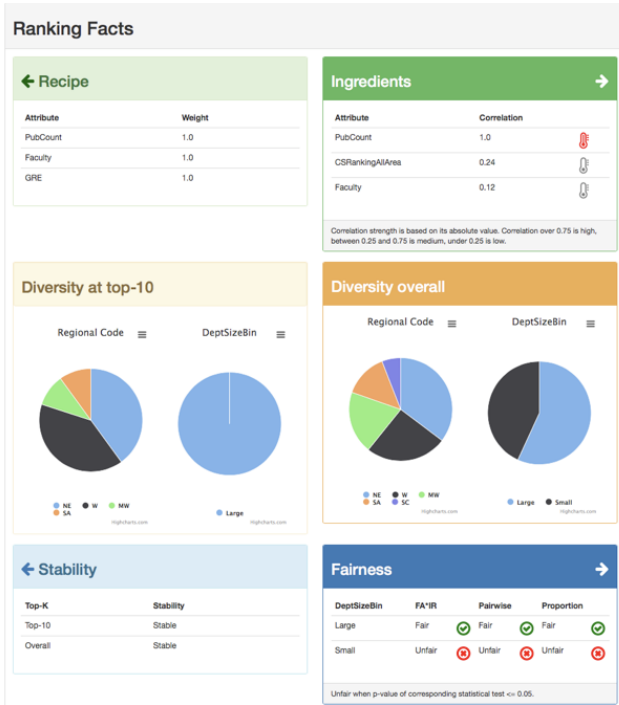 Ranking Facts
Recipe
Attribute Weight
PubCount 1.0
Faculty 1.0
GRE 1.0
Ingredients
Attribute Correlation
PubCount 1.0
CSRankingAllArea 0.24
Faculty 0.12
Correlation strength is based on its absolute value. Correlation over 0.75 is high,
between 0.25 and 0.75 is medium, under 0.25 is low.
Diversity at top-10
Regional Code DeptSizeBin
NE W MW
SA
Highcharts.com
Large
Highcharts.com
Diversity overall
Regional Code DeptSizeBin
NE W MW
SA SC
Highcharts.com
Large Small
Highcharts.com
Stability
Top-K Stability
Top-10 Stable
Overall Stable
Fairness
DeptSizeBin FA*IR Pairwise Proportion
Large Fair Fair Fair
Small Unfair Unfair Unfair
Unfair when p-value of corresponding statistical test <= 0.05.